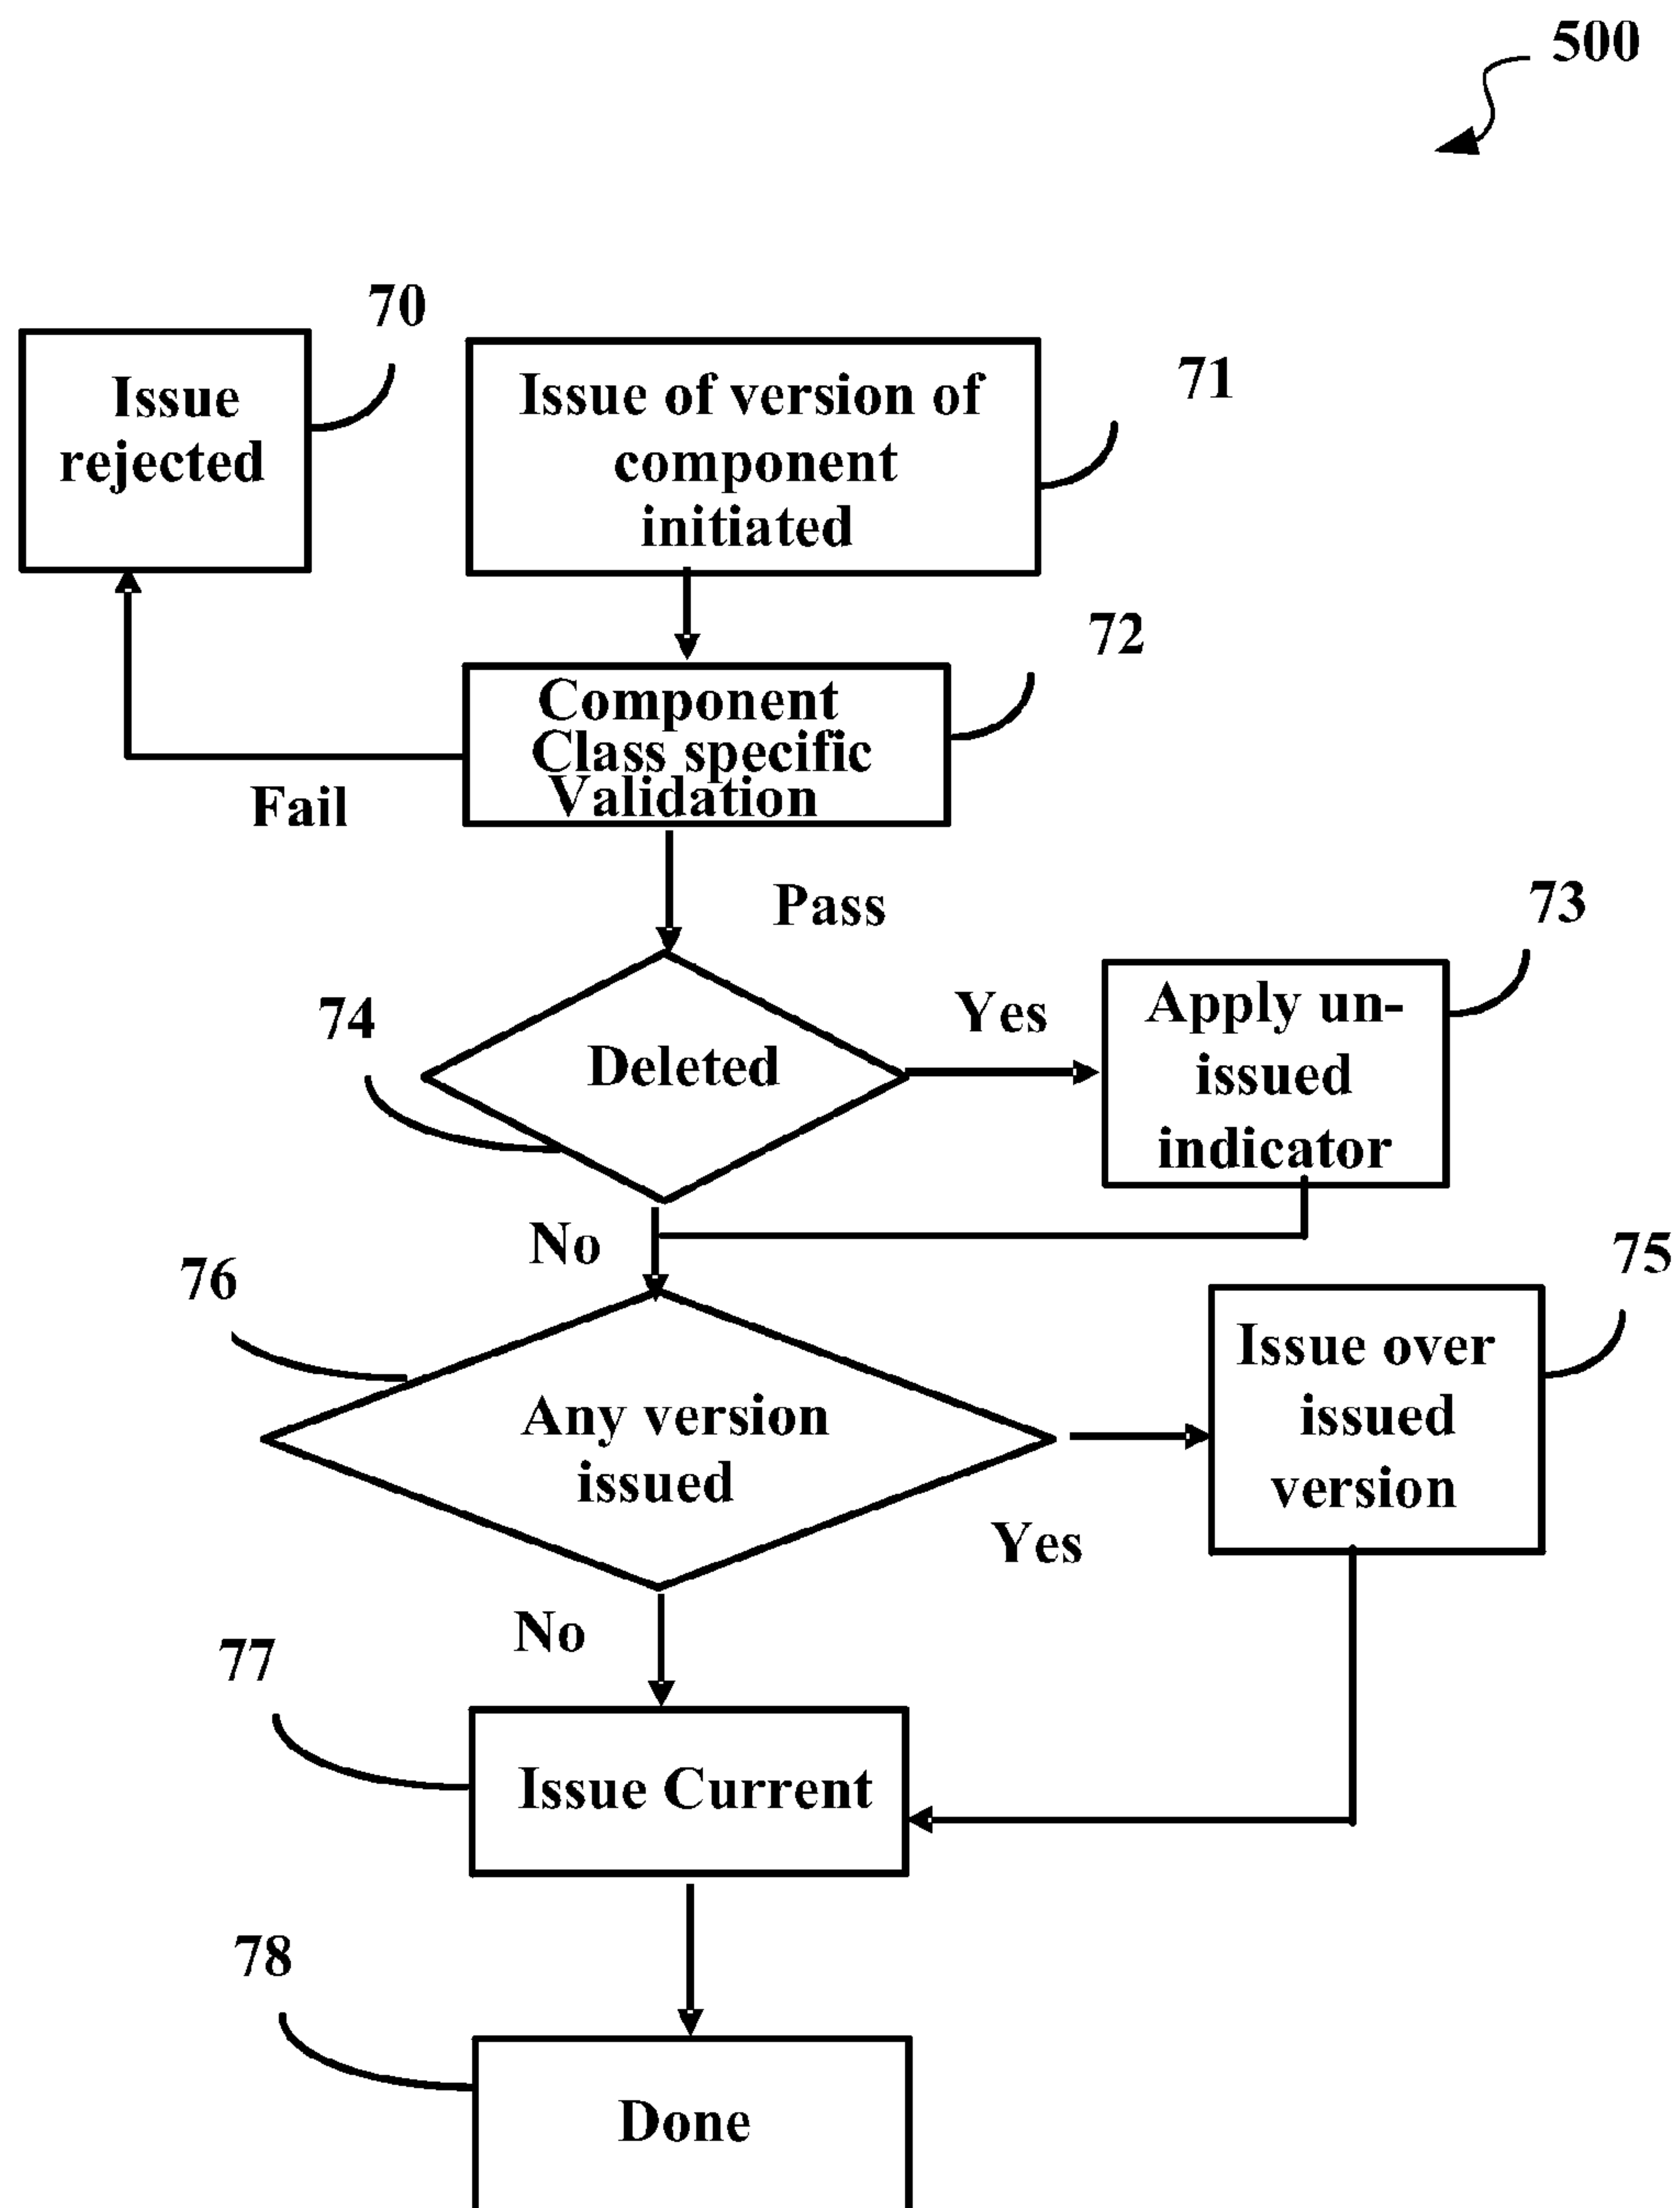 500
70
Issue
rejected
71
Issue of version of
component
initiated
72
Component
Class specific
Validation
Fail
Pass
73
74
Deleted
Yes
Apply un-
issued
indicator
No
75
76
Any version
issued
Yes
Issue over
issued
version
No
77
Issue Current
78
Done